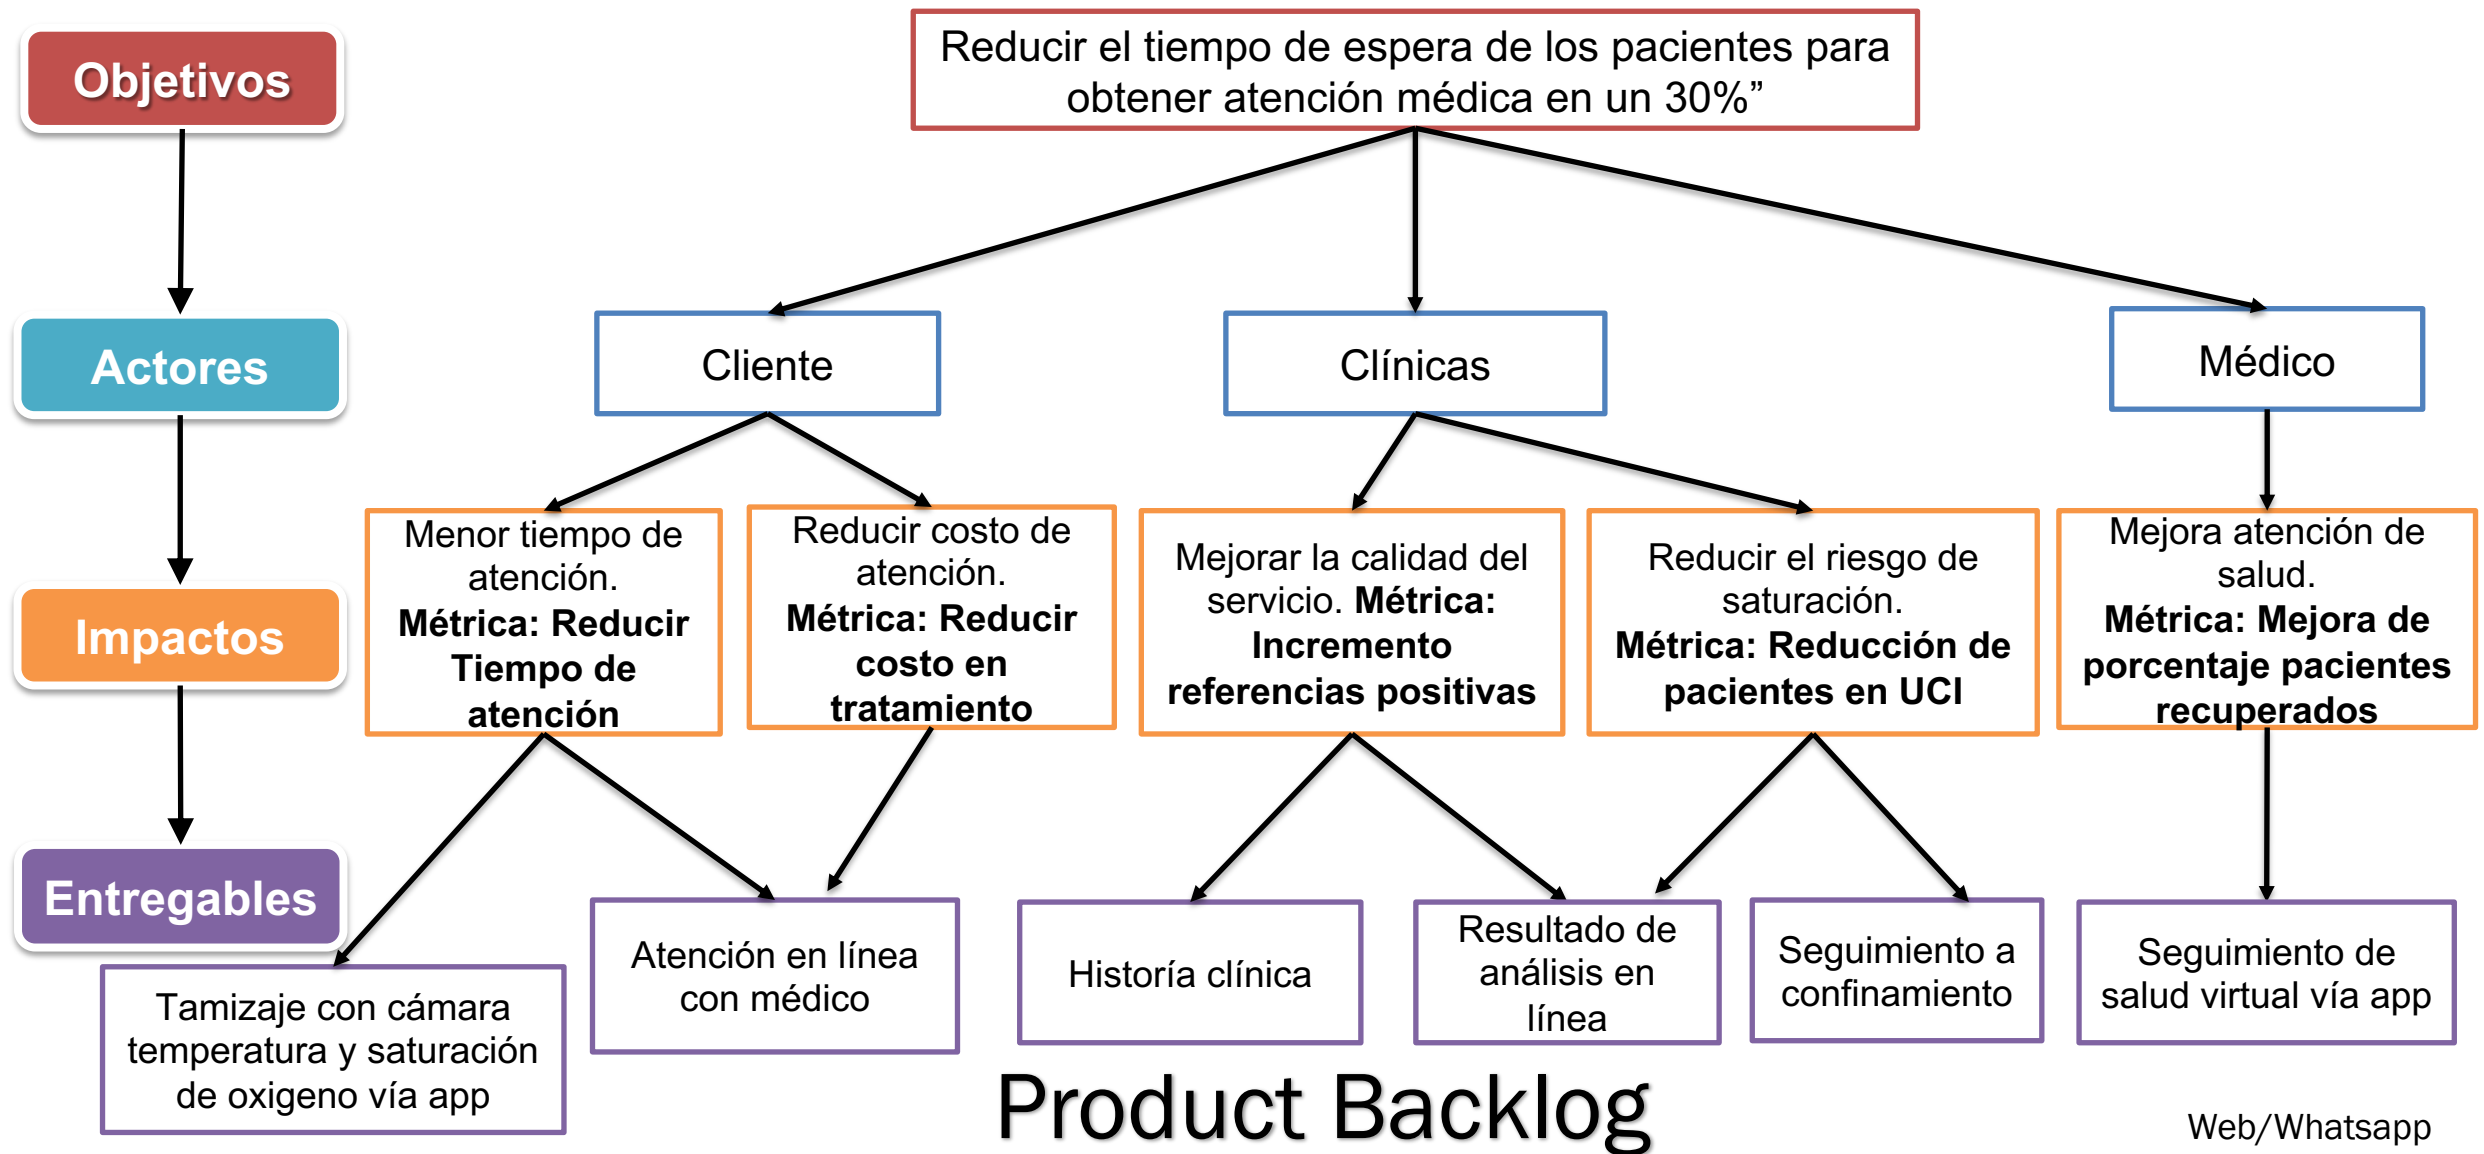 Objetivos
Reducir el tiempo de espera de los pacientes para
obtener atención médica en un 30%”
Actores
Cliente
Clínicas
Médico
Impactos
Menor tiempo de
atención.
Métrica: Reducir
Tiempo de
atención
Reducir costo de
atención.
Métrica: Reducir
costo en
tratamiento
Mejorar la calidad del
servicio. Métrica:
Incremento
referencias positivas
Reducir el riesgo de
saturación.
Métrica: Reducción de
pacientes en UCI
Mejora atención de
salud.
Métrica: Mejora de
porcentaje pacientes
recuperados
Entregables
Tamizaje con cámara
temperatura y saturación
de oxigeno vía app
Atención en línea
con médico
Historía clínica
Resultado de
análisis en
línea
Seguimiento a
confinamiento
Seguimiento de
salud virtual vía app
Product Backlog
Web/Whatsapp